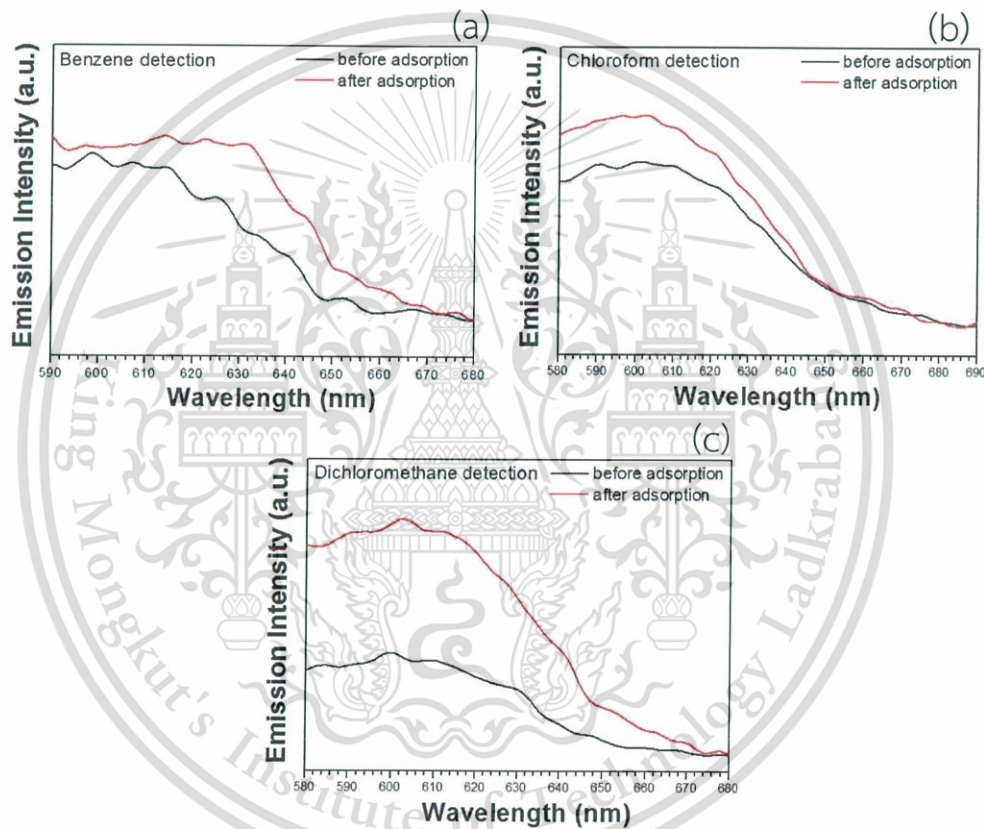 (a)
Benzene detection
before adsorption
after adsorption
Emission Intensity (a.u.)
590 600 610 620 630 640 650 660 670 680
Wavelength (nm)
(b)
Chloroform detection
before adsorption
after adsorption
Emission Intensity (a.u.)
580 590 600 610 620 630 640 650 660 670 680 690
Wavelength (nm)
(c)
Dichloromethane detection
before adsorption
after adsorption
Emission Intensity (a.u.)
580 590 600 610 620 630 640 650 660 670 680
Wavelength (nm)
King Mongkut's Institute of Technology Ladkrabang